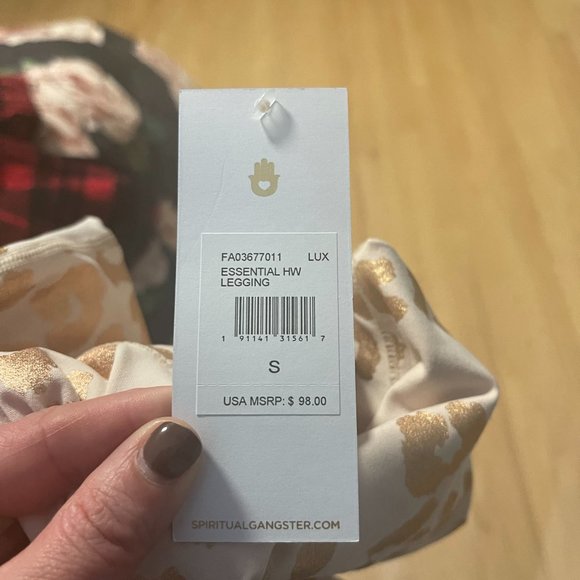 FA03677011 LUX
ESSENTIAL HW
LEGGING
1 91141 31561 7
S
USA MSRP: $ 98.00
SPIRITUALGANGSTER.COM